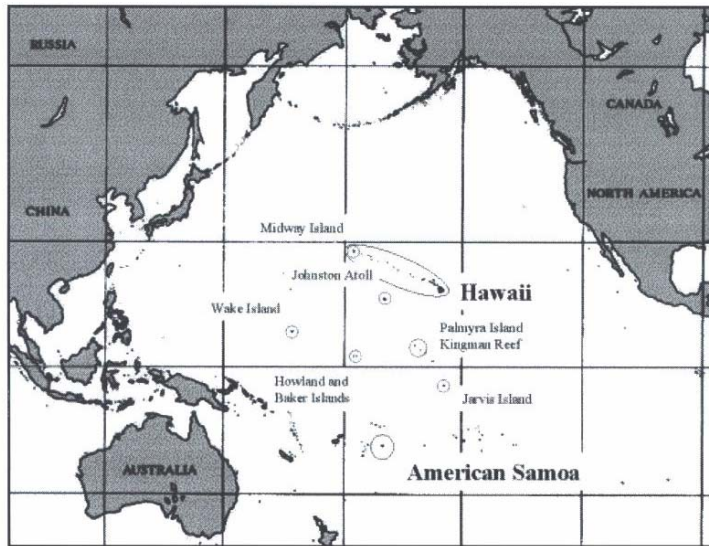 RUSSIA
CANADA
CHINA
NORTH AMERICA
Midway Island
Johnston Atoll
Hawaii
Wake Island
Palmyra Island
Kingman Reef
Howland and
Baker Islands
Jarvis Island
AUSTRALIA
American Samoa